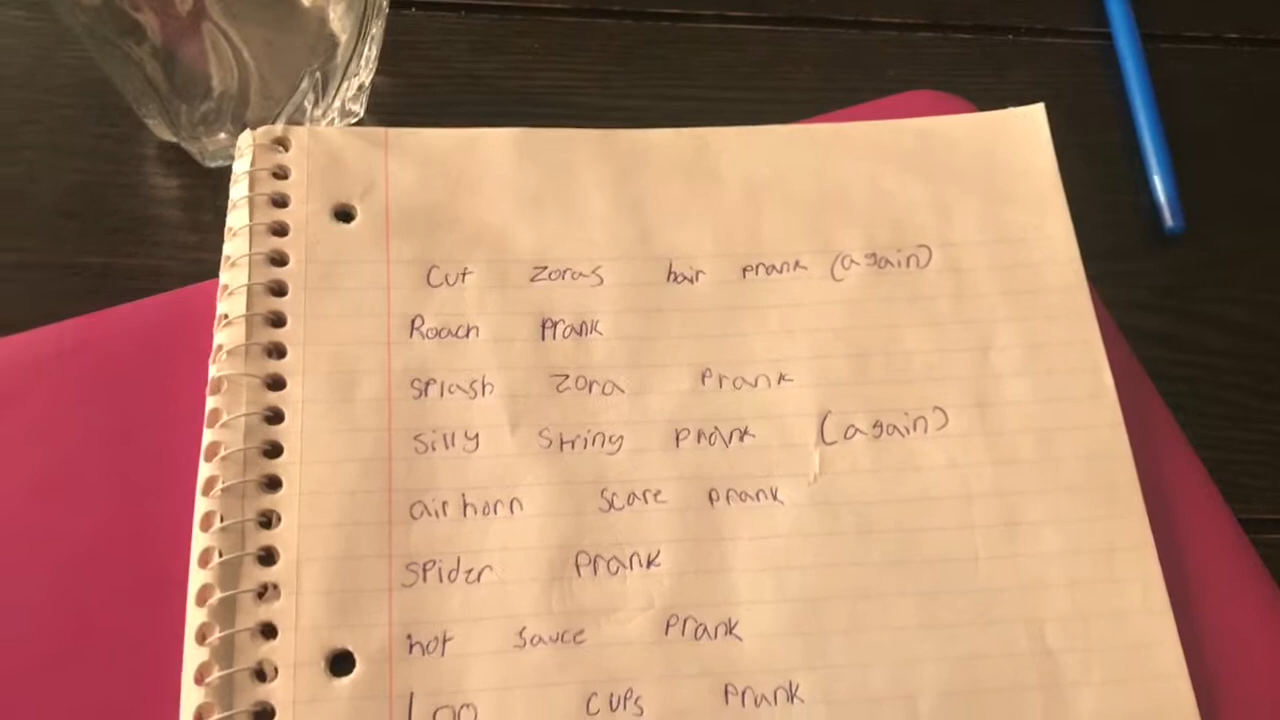 Cut zoras hair prank (again)
Roach prank
splash zora prank
silly string prank (again)
air horn scare prank
spider prank
hot sauce prank
100 cups prank